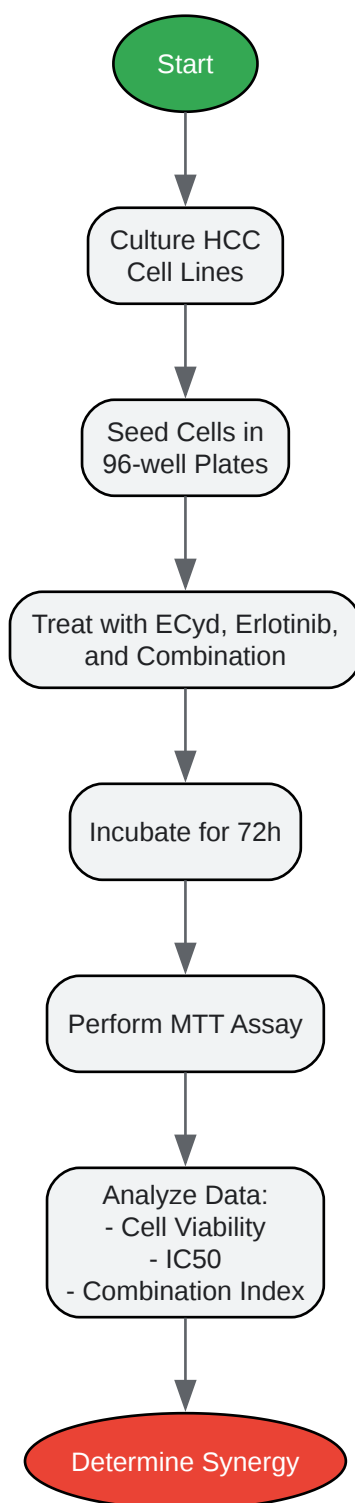 Start
Culture HCC
Cell Lines
Seed Cells in
96-well Plates
Treat with ECyd, Erlotinib,
and Combination
Incubate for 72h
Perform MTT Assay
Analyze Data:
- Cell Viability
- IC50
- Combination Index
Determine Synergy